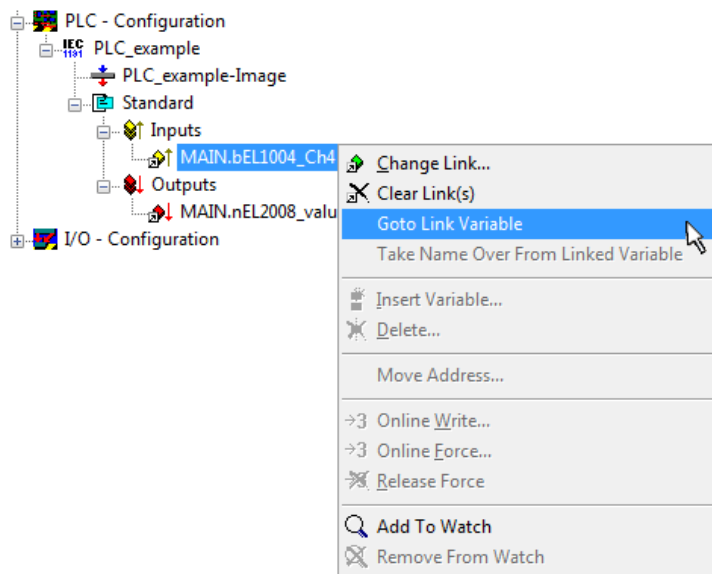 PLC - Configuration
IEC
1131
PLC_example
PLC_example-Image
Standard
Inputs
MAIN.bEL1004_Ch4
Outputs
MAIN.nEL2008_valu
I/O - Configuration
Change Link...
Clear Link(s)
Goto Link Variable
Take Name Over From Linked Variable
Insert Variable...
Delete...
Move Address...
→3 Online Write...
→3 Online Force...
Release Force
Add To Watch
Remove From Watch